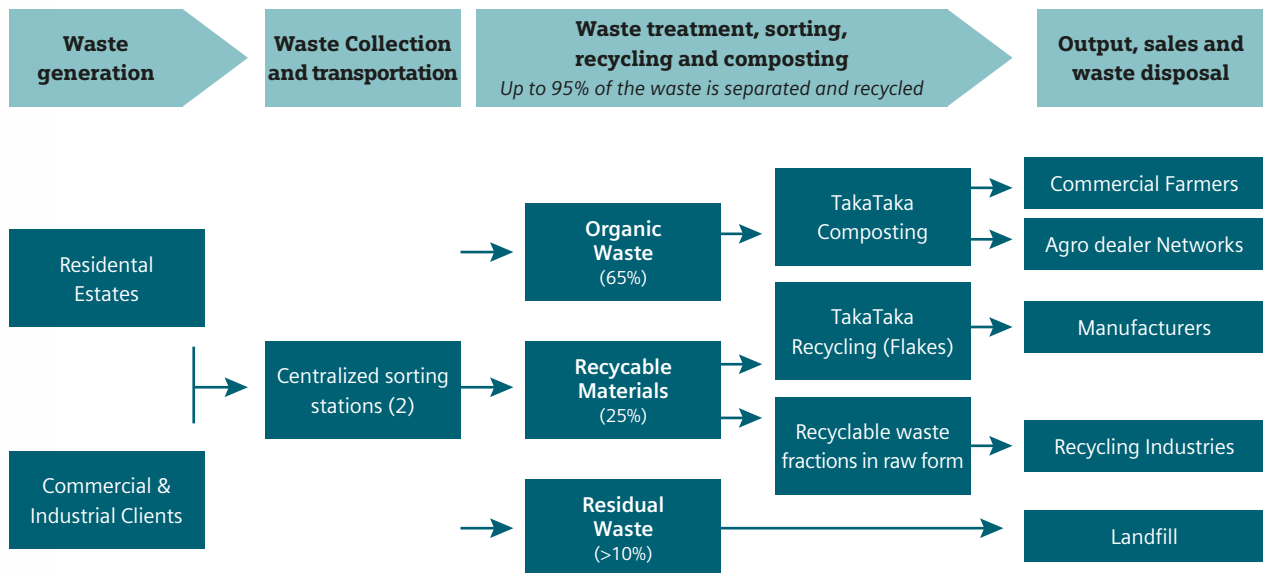 Waste
generation
Waste Collection
and transportation
Waste treatment, sorting,
recycling and composting
Up to 95% of the waste is separated and recycled
Output, sales and
waste disposal
Residental
Estates
Commercial &
Industrial Clients
Centralized sorting
stations (2)
Organic
Waste
(65%)
Recycable
Materials
(25%)
Residual
Waste
(>10%)
TakaTaka
Composting
TakaTaka
Recycling (Flakes)
Recyclable waste
fractions in raw form
Commercial Farmers
Agro dealer Networks
Manufacturers
Recycling Industries
Landfill